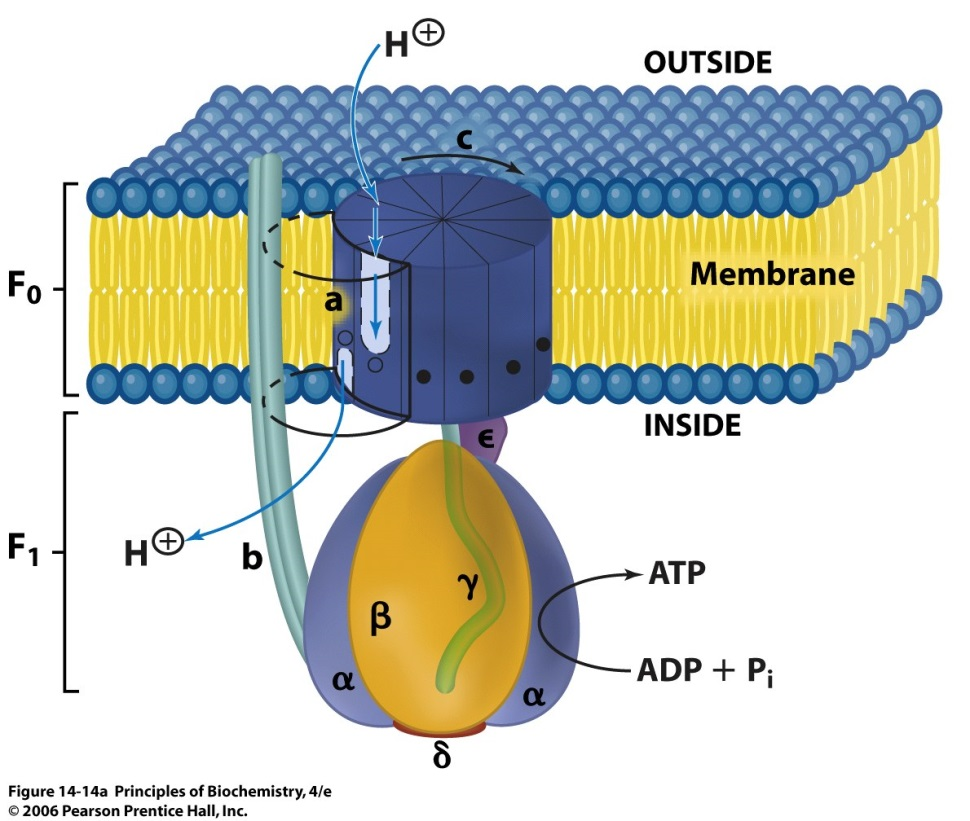 H⊕
OUTSIDE
c
Membrane
F₀
a
INSIDE
ϵ
F₁
H⊕
b
γ
ATP
β
ADP + Pᵢ
α
α
δ
Figure 14-14a Principles of Biochemistry, 4/e
© 2006 Pearson Prentice Hall, Inc.